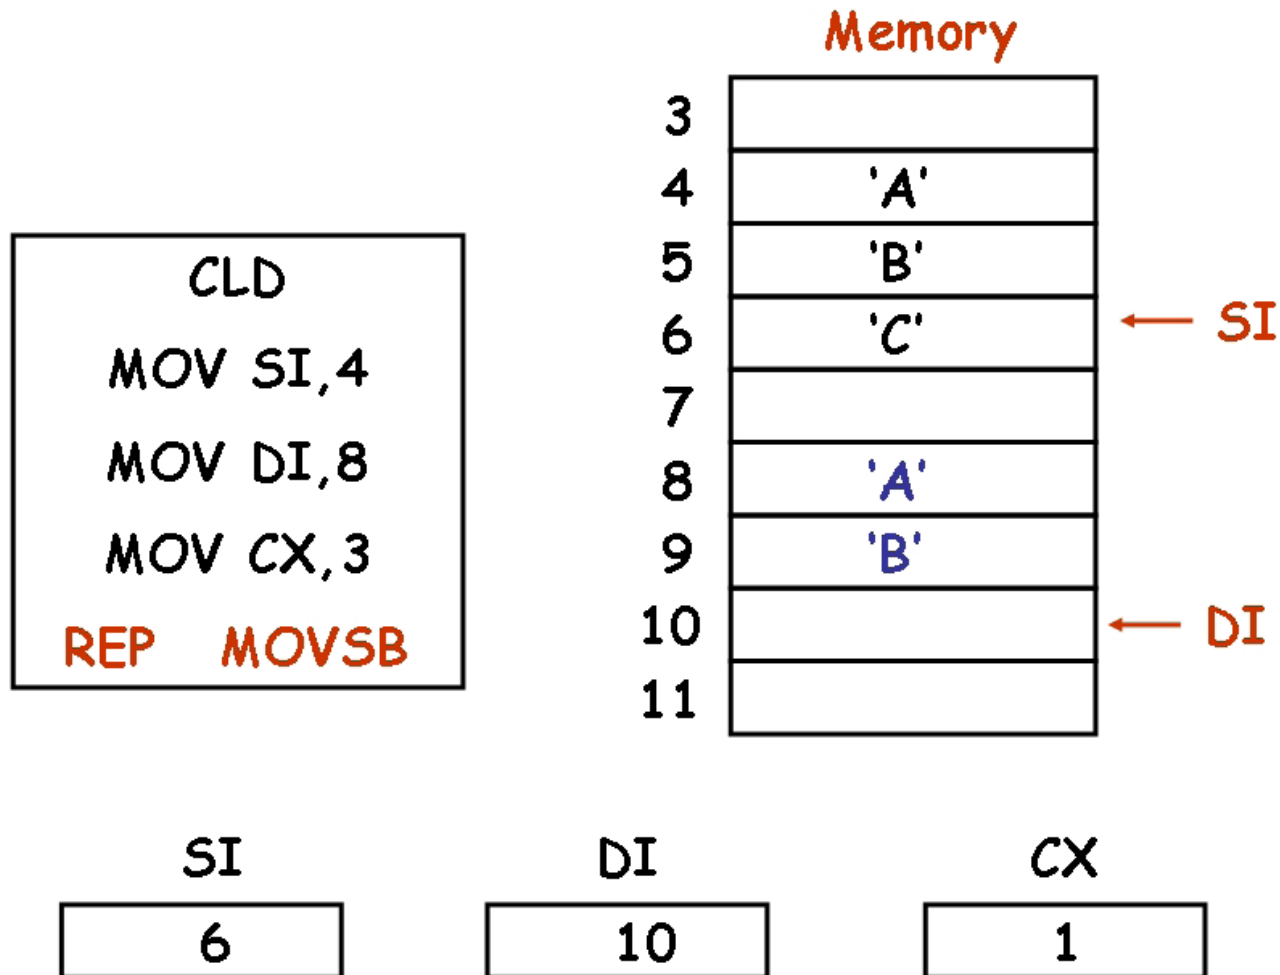 Memory
3
4 'A'
5 'B'
6 'C' SI
7
8 'A'
9 'B'
10 DI
11
CLD
MOV SI,4
MOV DI,8
MOV CX,3
REP MOVSB
SI DI CX
6 10 1